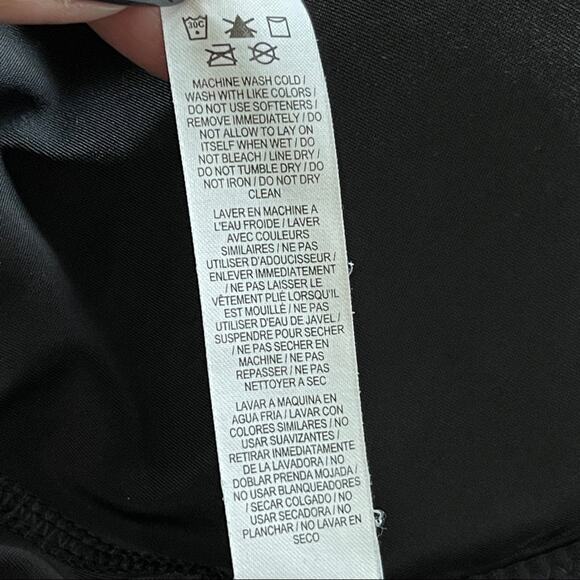 30C
MACHINE WASH COLD /
WASH WITH LIKE COLORS /
DO NOT USE SOFTENERS /
REMOVE IMMEDIATELY / DO
NOT ALLOW TO LAY ON
ITSELF WHEN WET / DO
NOT BLEACH / LINE DRY /
DO NOT TUMBLE DRY / DO
NOT IRON / DO NOT DRY
CLEAN
LAVER EN MACHINE A
L'EAU FROIDE / LAVER
AVEC COULEURS
SIMILAIRES / NE PAS
UTILISER D'ADOUCISSEUR /
ENLEVER IMMEDIATEMENT
/ NE PAS LAISSER LE
VÊTEMENT PLIÉ LORSQU'IL
EST MOUILLÉ / NE PAS
UTILISER D'EAU DE JAVEL /
SUSPENDRE POUR SECHER
/ NE PAS SECHER EN
MACHINE / NE PAS
REPASSER / NE PAS
NETTOYER A SEC
LAVAR A MAQUINA EN
AGUA FRIA / LAVAR CON
COLORES SIMILARES / NO
USAR SUAVIZANTES /
RETIRAR IMMEDIATAMENTE
DE LA LAVADORA / NO
DOBLAR PRENDA MOJADA /
NO USAR BLANQUEADORES
/ SECAR COLGADO / NO
USAR SECADORA / NO
PLANCHAR / NO LAVAR EN
SECO